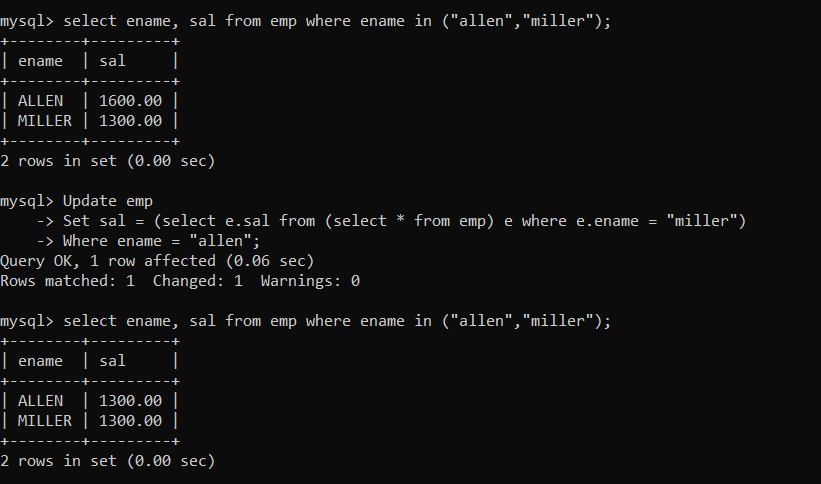 mysql> select ename, sal from emp where ename in ("allen","miller");
+--------+---------+
| ename  | sal     |
+--------+---------+
| ALLEN  | 1600.00 |
| MILLER | 1300.00 |
+--------+---------+
2 rows in set (0.00 sec)

mysql> Update emp
    -> Set sal = (select e.sal from (select * from emp) e where e.ename = "miller")
    -> Where ename = "allen";
Query OK, 1 row affected (0.06 sec)
Rows matched: 1  Changed: 1  Warnings: 0

mysql> select ename, sal from emp where ename in ("allen","miller");
+--------+---------+
| ename  | sal     |
+--------+---------+
| ALLEN  | 1300.00 |
| MILLER | 1300.00 |
+--------+---------+
2 rows in set (0.00 sec)